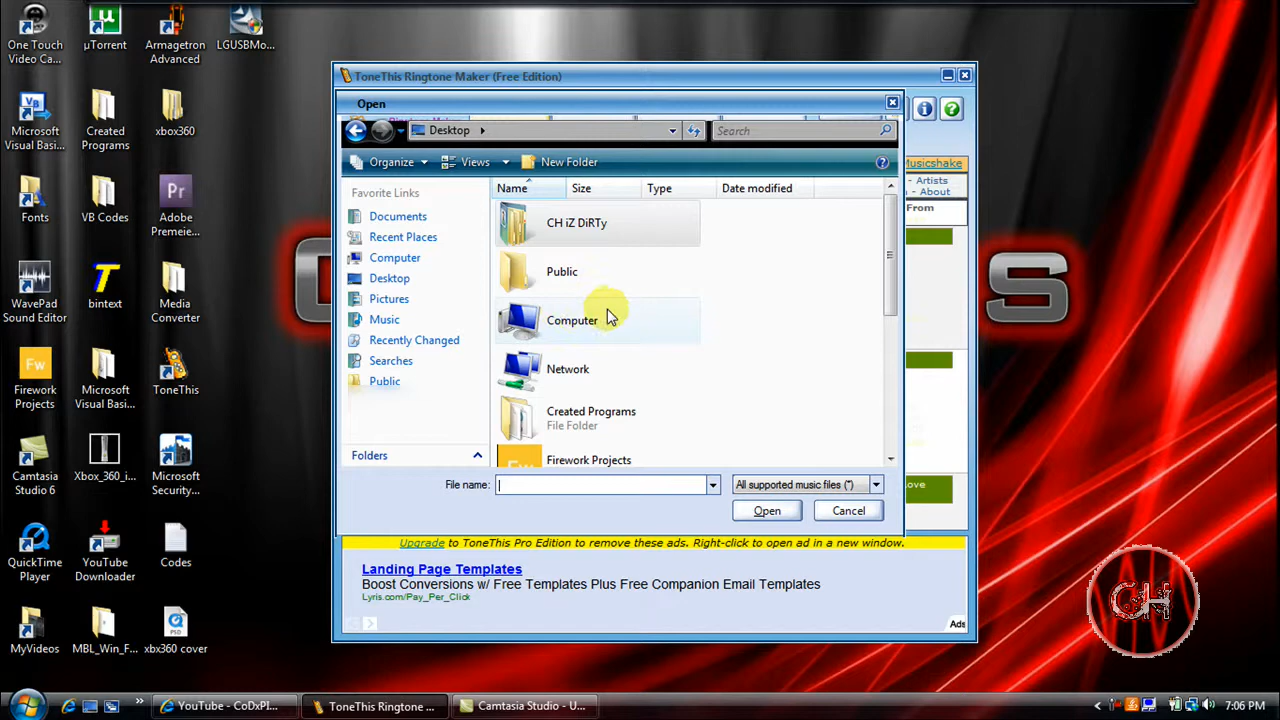 One Touch Video Ca...
µTorrent
Armagetron Advanced
LGUSBMo...
Microsoft Visual Bas...
Created Programs
xbox360
Fonts
VB Codes
Adobe Premeie...
WavePad Sound Editor
bintext
Media Converter
Firework Projects
Microsoft Visual Basi...
ToneThis
Camtasia Studio 6
Xbox_360_i...
Microsoft Security...
QuickTime Player
YouTube Downloader
Codes
MyVideos
MBL_Win_F...
xbx360 cover
ToneThis Ringtone Maker (Free Edition)
Open
Desktop
Search
Organize
Views
New Folder
Favorite Links
Documents
Recent Places
Computer
Desktop
Pictures
Music
Recently Changed
Searches
Public
Folders
Name Size Type Date modified
CH iZ DiRTy
Public
Computer
Network
Created Programs
File Folder
Firework Projects
File name:
All supported music files (*)
Open
Cancel
Musicshake
- Artists
- About
From
ove
Upgrade to ToneThis Pro Edition to remove these ads. Right-click to open ad in a new window.
Landing Page Templates
Boost Conversions w/ Free Templates Plus Free Companion Email Templates
Lyris.com/Pay_Per_Click
Ads
S
CH
YouTube - CoDxPI...
ToneThis Ringtone ...
Camtasia Studio - U...
7:06 PM